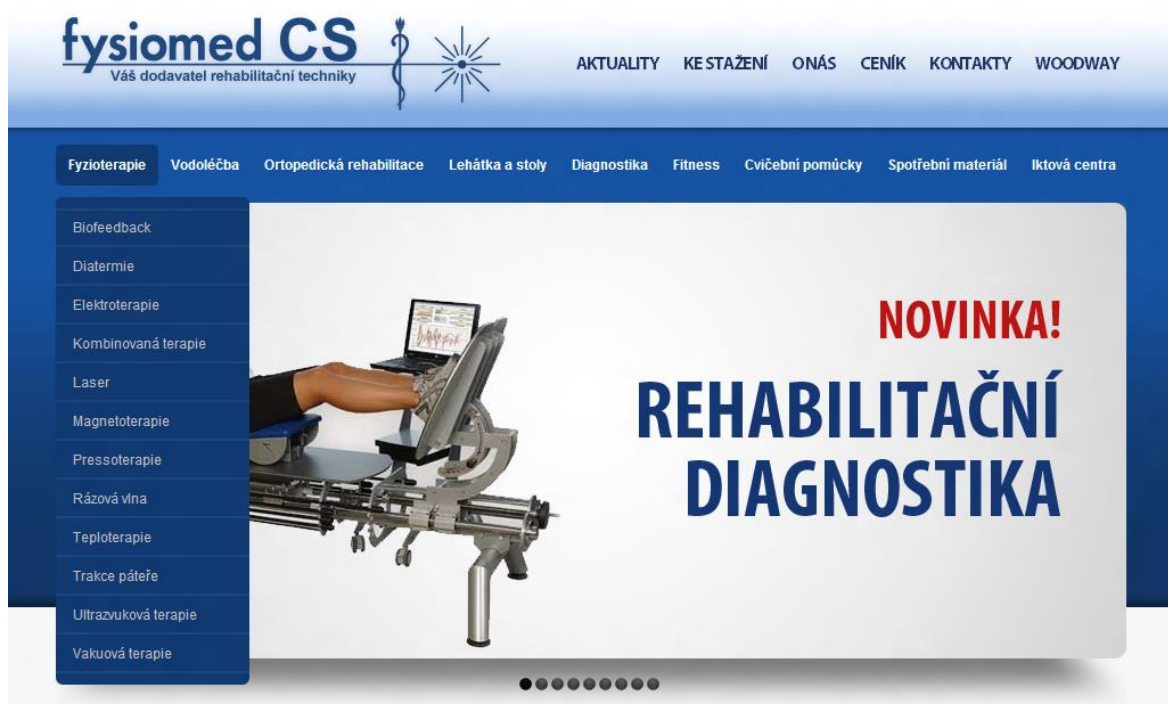 fysiomed CS
Váš dodavatel rehabilitační techniky
AKTUALITY KE STAŽENÍ O NÁS CENÍK KONTAKTY WOODWAY
Fyzioterapie Vodoléčba Ortopedická rehabilitace Lehátka a stoly Diagnostika Fitness Cvičební pomůcky Spotřební materiál Iktová centra
Biofeedback
Diatermie
Elektroterapie
Kombinovaná terapie
Laser
Magnetoterapie
Pressoterapie
Rázová vlna
Teploterapie
Trakce páteře
Ultrazvuková terapie
Vakuová terapie
NOVINKA!
REHABILITAČNÍ
DIAGNOSTIKA